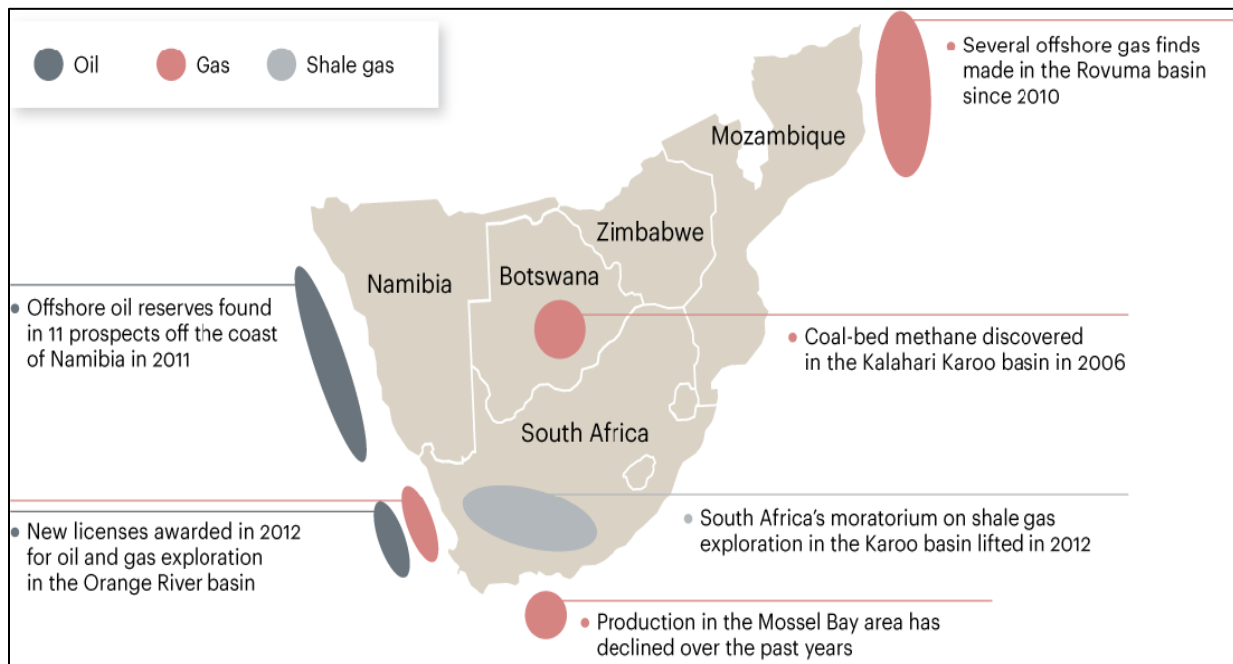 Oil
Gas
Shale gas
Several offshore gas finds
made in the Rovuma basin
since 2010
Mozambique
Zimbabwe
Namibia
Botswana
Offshore oil reserves found
in 11 prospects off the coast
of Namibia in 2011
Coal-bed methane discovered
in the Kalahari Karoo basin in 2006
South Africa
New licenses awarded in 2012
for oil and gas exploration
in the Orange River basin
South Africa's moratorium on shale gas
exploration in the Karoo basin lifted in 2012
Production in the Mossel Bay area has
declined over the past years